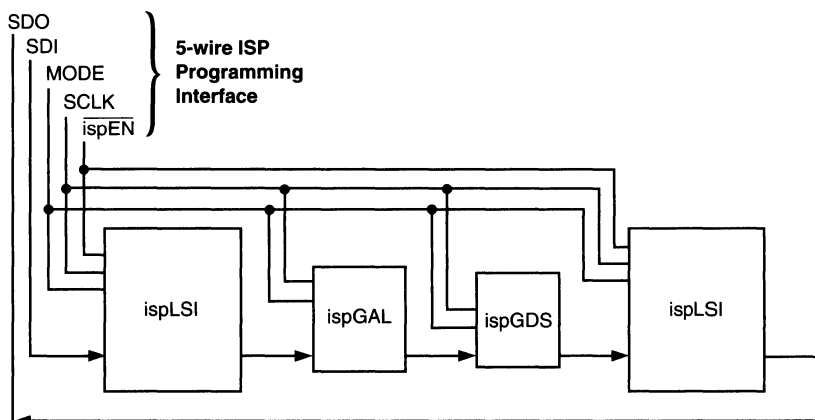 SDO
SDI
MODE
SCLK
ispEN
5-wire ISP
Programming
Interface
ispLSI
ispGAL
ispGDS
ispLSI